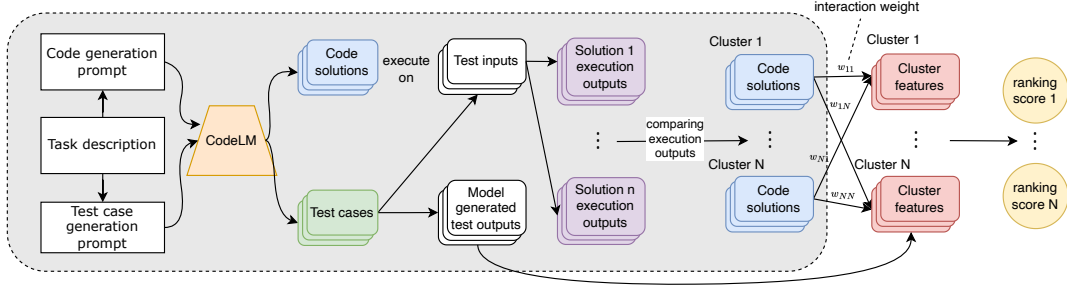 interaction weight
Code generation
prompt
Task description
Test case
generation prompt
CodeLM
Code
solutions
execute
on
Test cases
Test inputs
Model
generated
test outputs
Solution 1
execution
outputs
Solution n
execution
outputs
comparing
execution
outputs
Cluster 1
Code
solutions
Cluster N
Code
solutions
w11
w1N
wN1
wNN
Cluster 1
Cluster
features
Cluster N
Cluster
features
ranking
score 1
ranking
score N